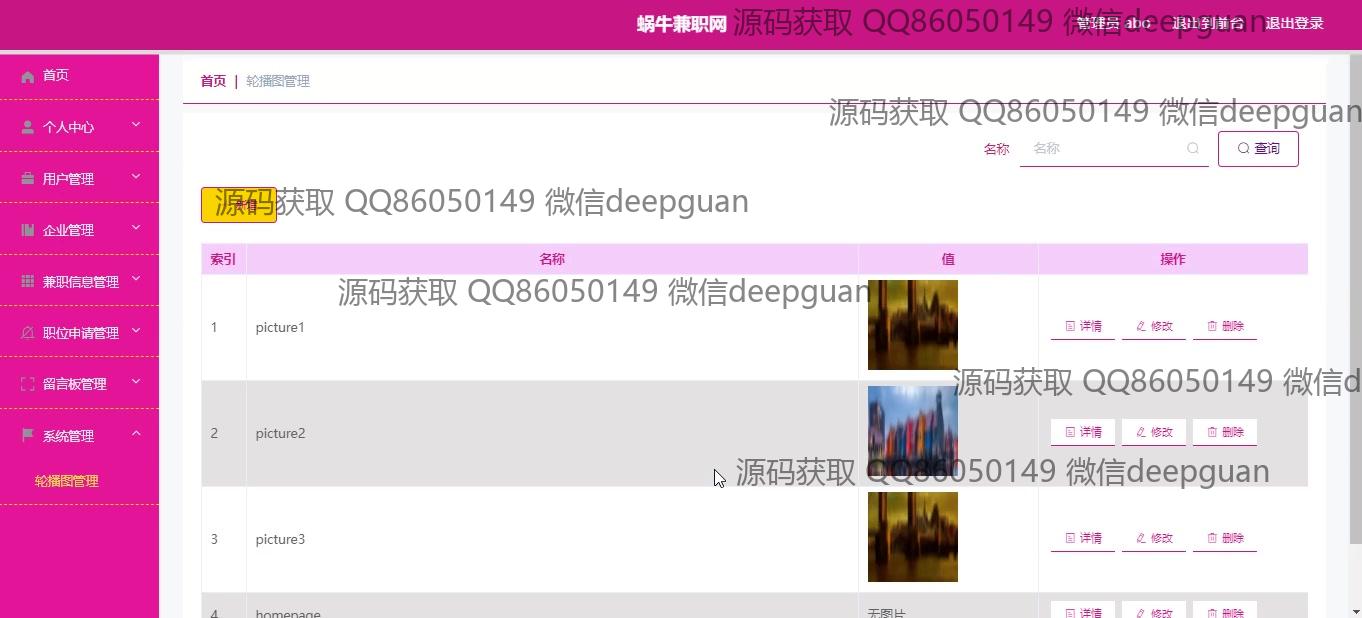 蜗牛兼职网 源码获取 QQ86050149 微信deepguan
管理员 abo 退出到前台 退出登录
首页
个人中心
用户管理
企业管理
兼职信息管理
职位申请管理
留言板管理
系统管理
轮播图管理
首页 | 轮播图管理
源码获取 QQ86050149 微信deepguan
名称 名称 查询
新增
源码获取 QQ86050149 微信deepguan
索引 名称 值 操作
源码获取 QQ86050149 微信deepguan
1 picture1 详情 修改 删除
源码获取 QQ86050149 微信d
2 picture2 详情 修改 删除
源码获取 QQ86050149 微信deepguan
3 picture3 详情 修改 删除
4 homepage 无图片 详情 修改 删除